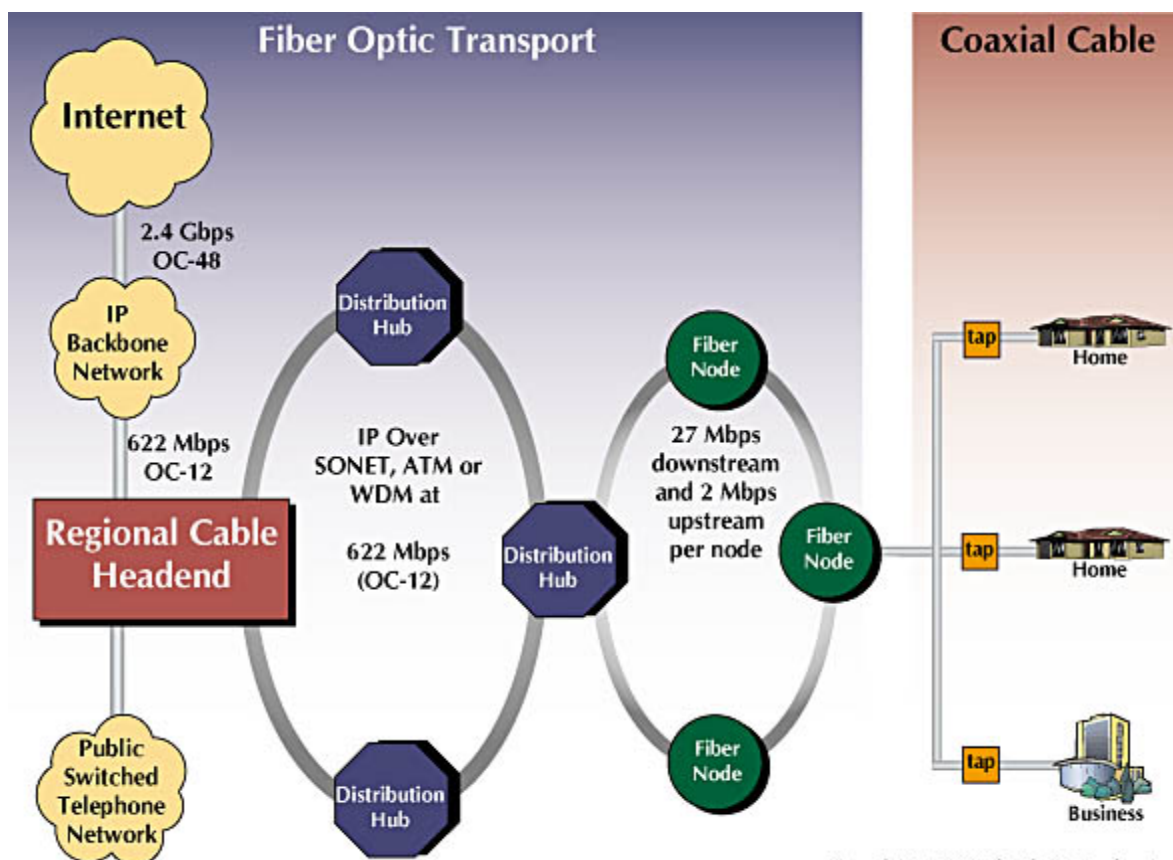 Fiber Optic Transport
Coaxial Cable
Internet
2.4 Gbps
OC-48
IP
Backbone
Network
622 Mbps
OC-12
Regional Cable
Headend
Public
Switched
Telephone
Network
Distribution
Hub
IP Over
SONET, ATM or
WDM at
622 Mbps
(OC-12)
Distribution
Hub
Distribution
Hub
Fiber
Node
27 Mbps
downstream
and 2 Mbps
upstream
per node
Fiber
Node
Fiber
Node
tap
Home
tap
Home
tap
Business